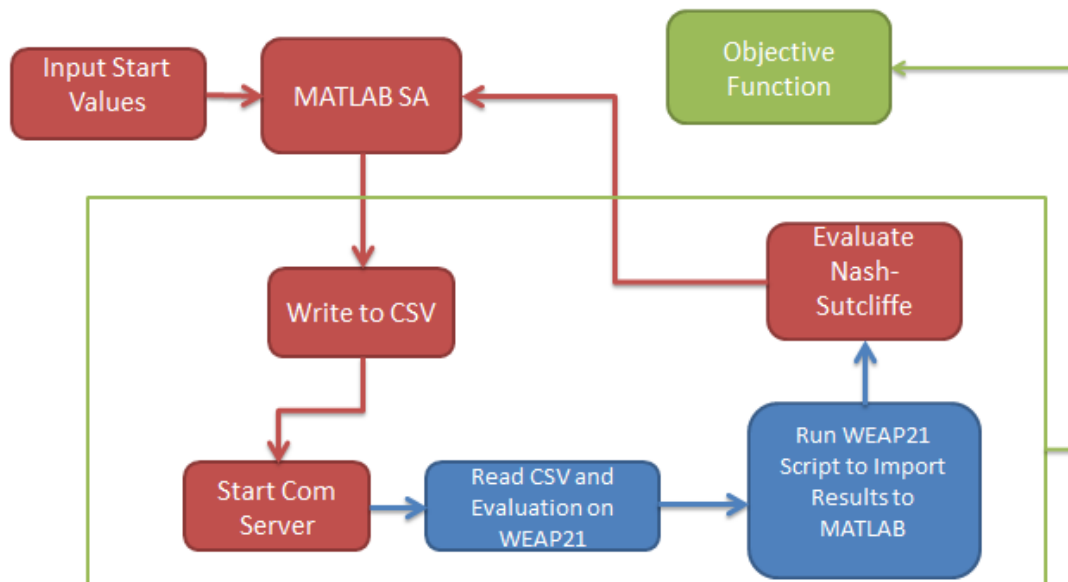 Input Start
Values
MATLAB SA
Objective
Function
Write to CSV
Evaluate
Nash-
Sutcliffe
Start Com
Server
Read CSV and
Evaluation on
WEAP21
Run WEAP21
Script to Import
Results to
MATLAB